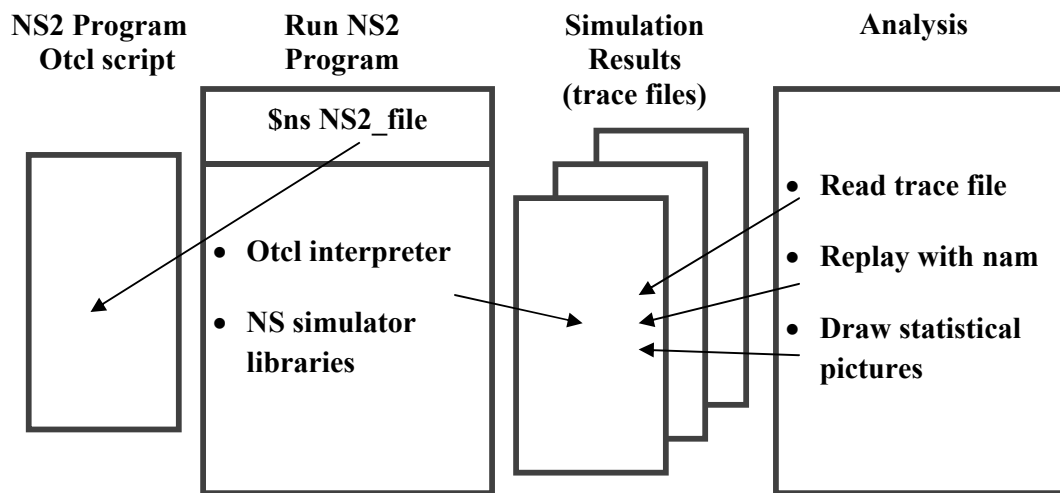 NS2 Program
Otcl script
Run NS2
Program
Simulation
Results
(trace files)
Analysis
$ns NS2_file
• Otcl interpreter
• NS simulator
libraries
• Read trace file
• Replay with nam
• Draw statistical
pictures